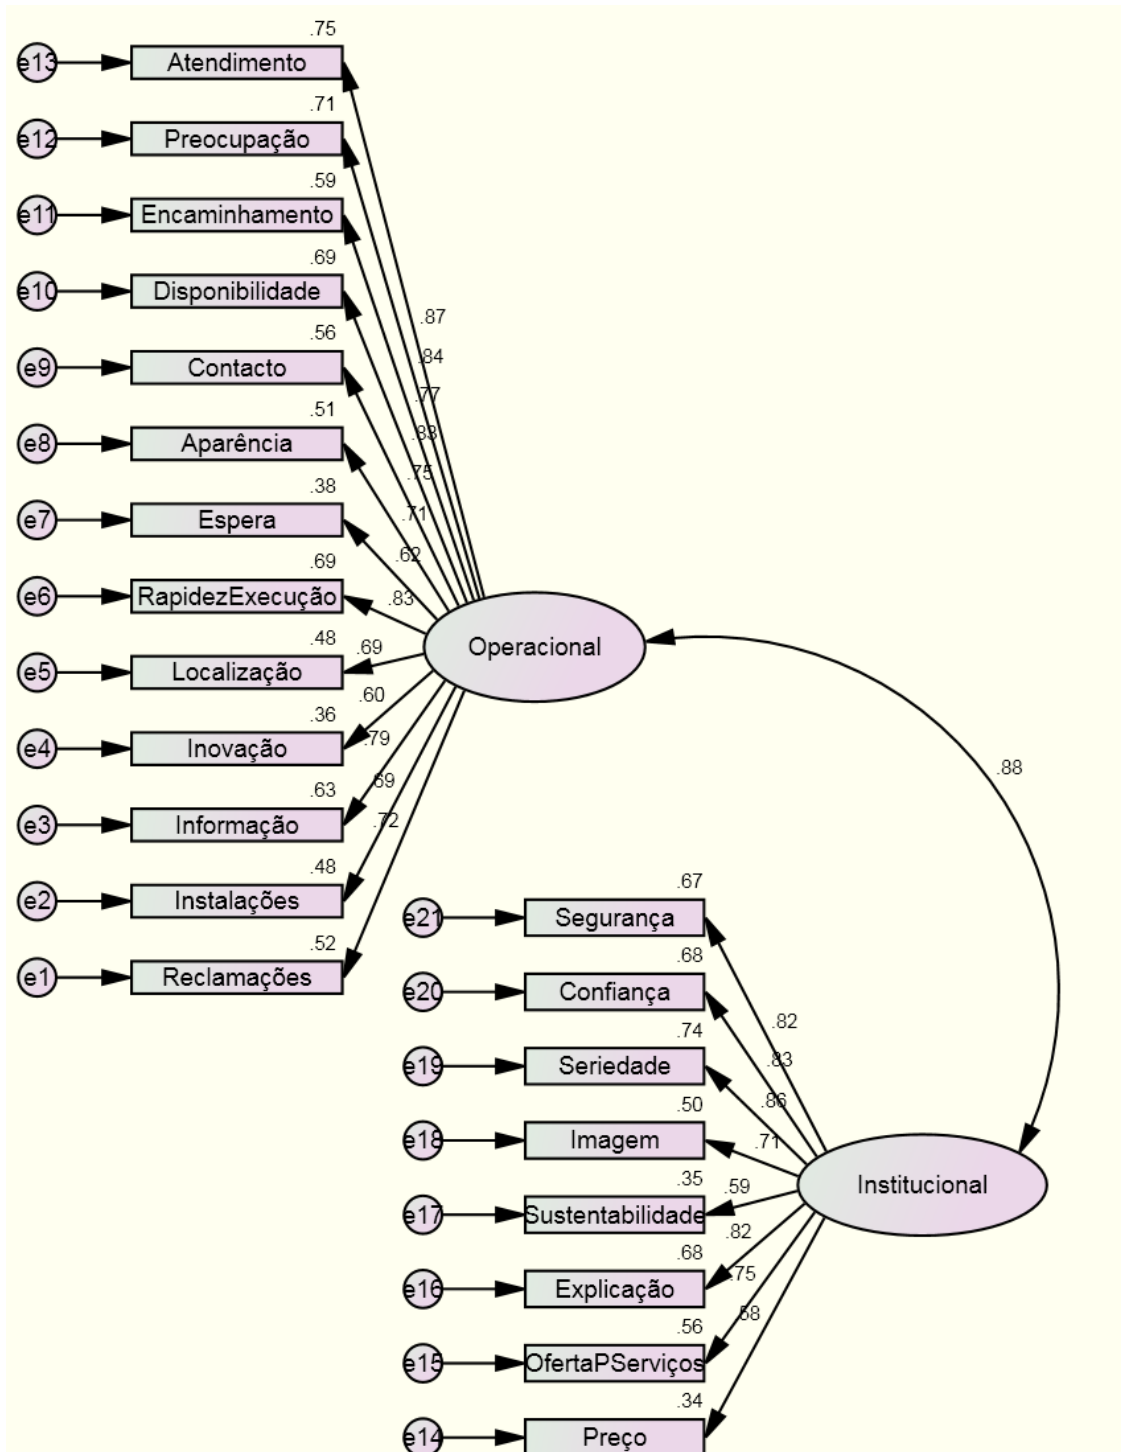 .75
e13 Atendimento
.71
e12 Preocupação
.59
e11 Encaminhamento
.69
e10 Disponibilidade
.87
.56
.84
e9 Contacto
.77
.51
.83
e8 Aparência
.75
.38
.71
e7 Espera
.62
.69
e6 RapidezExecução .83
.48 .69 Operacional
e5 Localização
.36 .60
e4 Inovação .79
.63 .69
e3 Informação .72
.88
.48
e2 Instalações
.52
e1 Reclamações
.67
e21 Segurança
.68
e20 Confiança
.82
.74
e19 Seriedade .83
.50 .86
e18 Imagem .71
.35 .59 Institucional
e17 Sustentabilidade
.68 .82
e16 Explicação .75
.56 .58
e15 OfertaPServiços
.34
e14 Preço